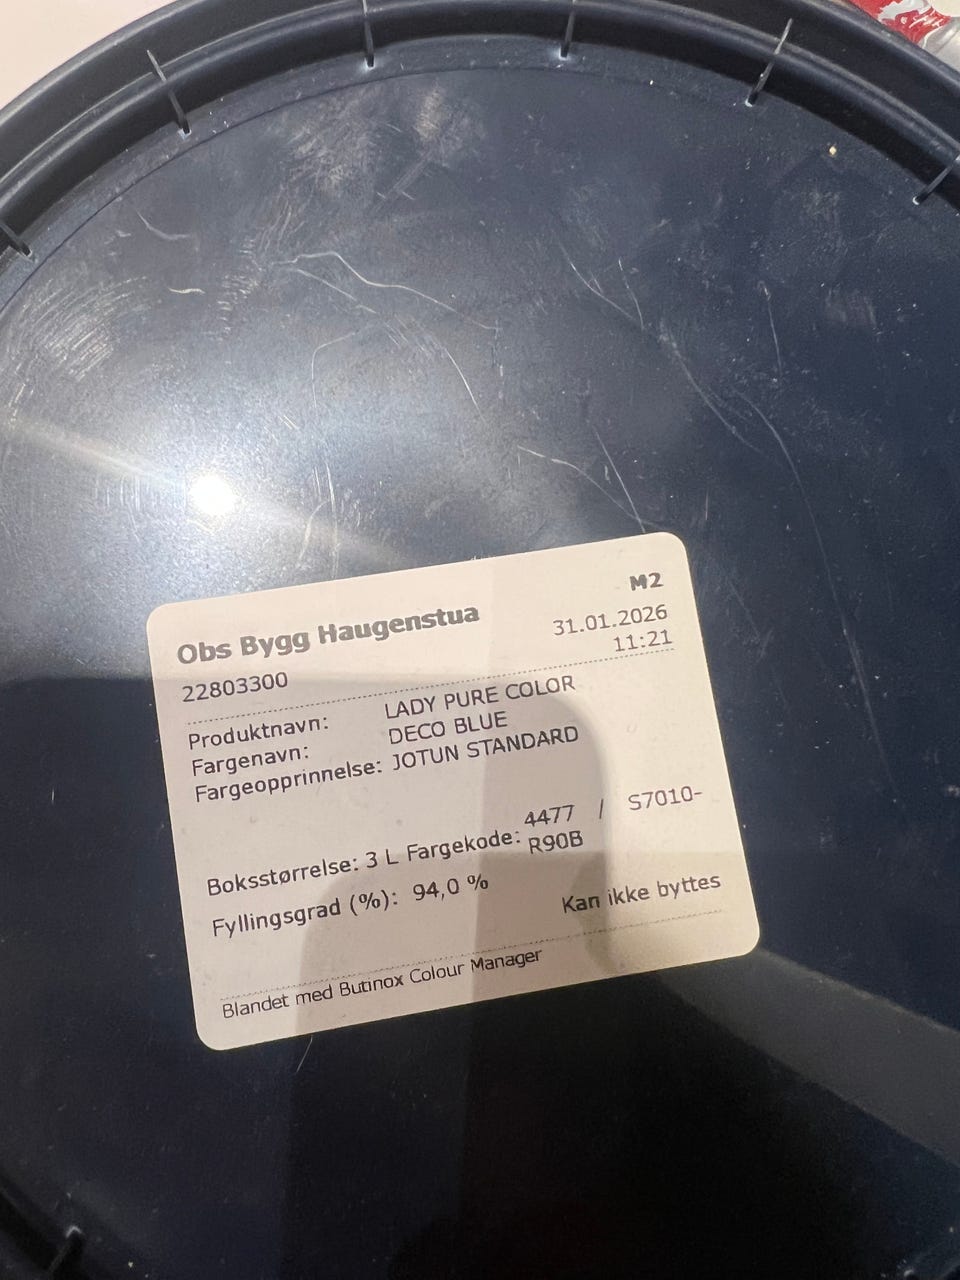 M2
Obs Bygg Haugenstua 31.01.2026
22803300 11:21
Produktnavn: LADY PURE COLOR
Fargenavn: DECO BLUE
Fargeopprinnelse: JOTUN STANDARD
Boksstørrelse: 3 L Fargekode: 4477 / S7010-
R90B
Fyllingsgrad (%): 94,0 %
Kan ikke byttes
Blandet med Butinox Colour Manager